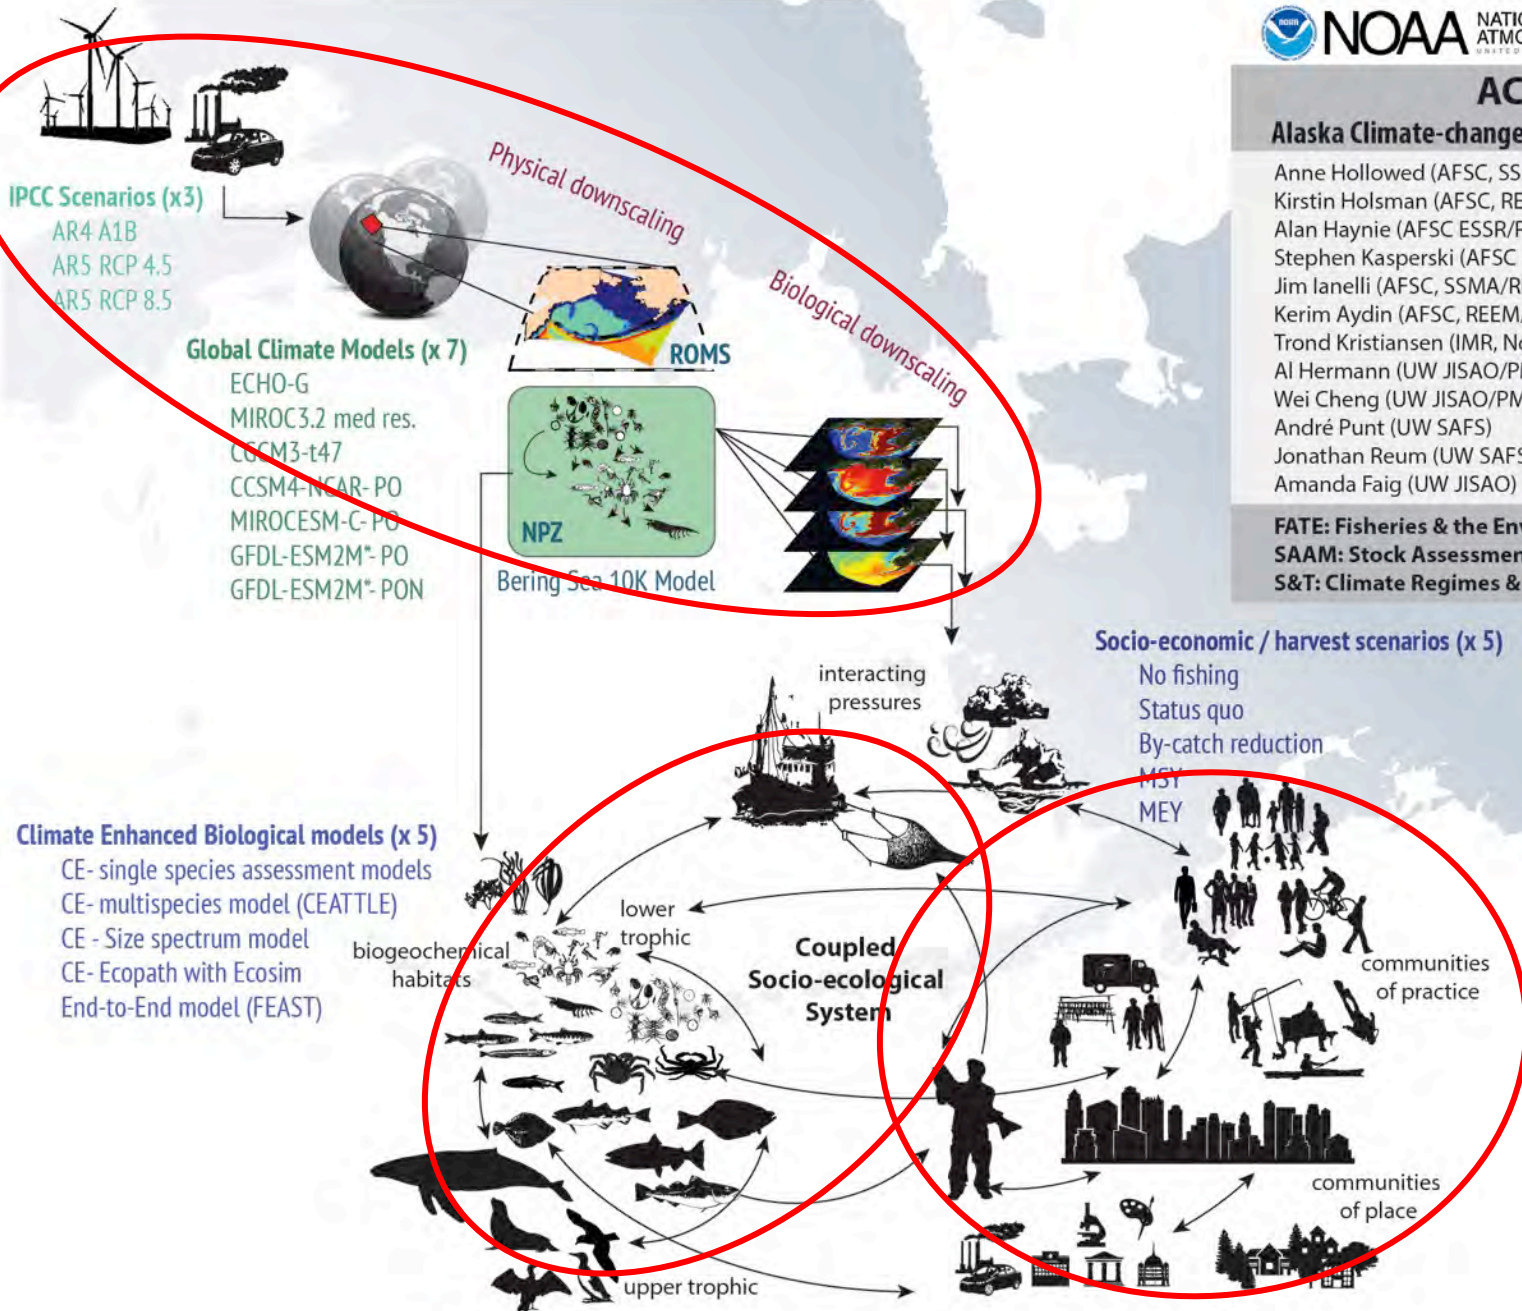 NOAA
IPCC Scenarios (x3)
AR4 A1B
AR5 RCP 4.5
AR5 RCP 8.5
Physical downscaling
Biological downscaling
Global Climate Models (x 7)
ECHO-G
MIROC3.2 med res.
CGCM3-t47
CCSM4-NCAR- PO
MIROCESM-C- PO
GFDL-ESM2M*- PO
GFDL-ESM2M*- PON
ROMS
NPZ
Bering Sea 10K Model
Alaska Climate-change
Anne Hollowed (AFSC, SS
Kirstin Holsman (AFSC, RE
Alan Haynie (AFSC ESSR/
Stephen Kasperski (AFSC
Jim Ianelli (AFSC, SSMA/R
Kerim Aydin (AFSC, REEM
Trond Kristiansen (IMR, No
Al Hermann (UW JISAO/P
Wei Cheng (UW JISAO/PM
André Punt (UW SAFS)
Jonathan Reum (UW SAFS
Amanda Faig (UW JISAO)
FATE: Fisheries & the Env
SAAM: Stock Assessmen
S&T: Climate Regimes &
Socio-economic / harvest scenarios (x 5)
No fishing
Status quo
By-catch reduction
MSY
MEY
interacting
pressures
Climate Enhanced Biological models (x 5)
CE- single species assessment models
CE- multispecies model (CEATTLE)
CE - Size spectrum model
CE- Ecopath with Ecosim
End-to-End model (FEAST)
biogeochemical
habitats
lower
trophic
Coupled
Socio-ecological
System
communities
of practice
communities
of place
upper trophic